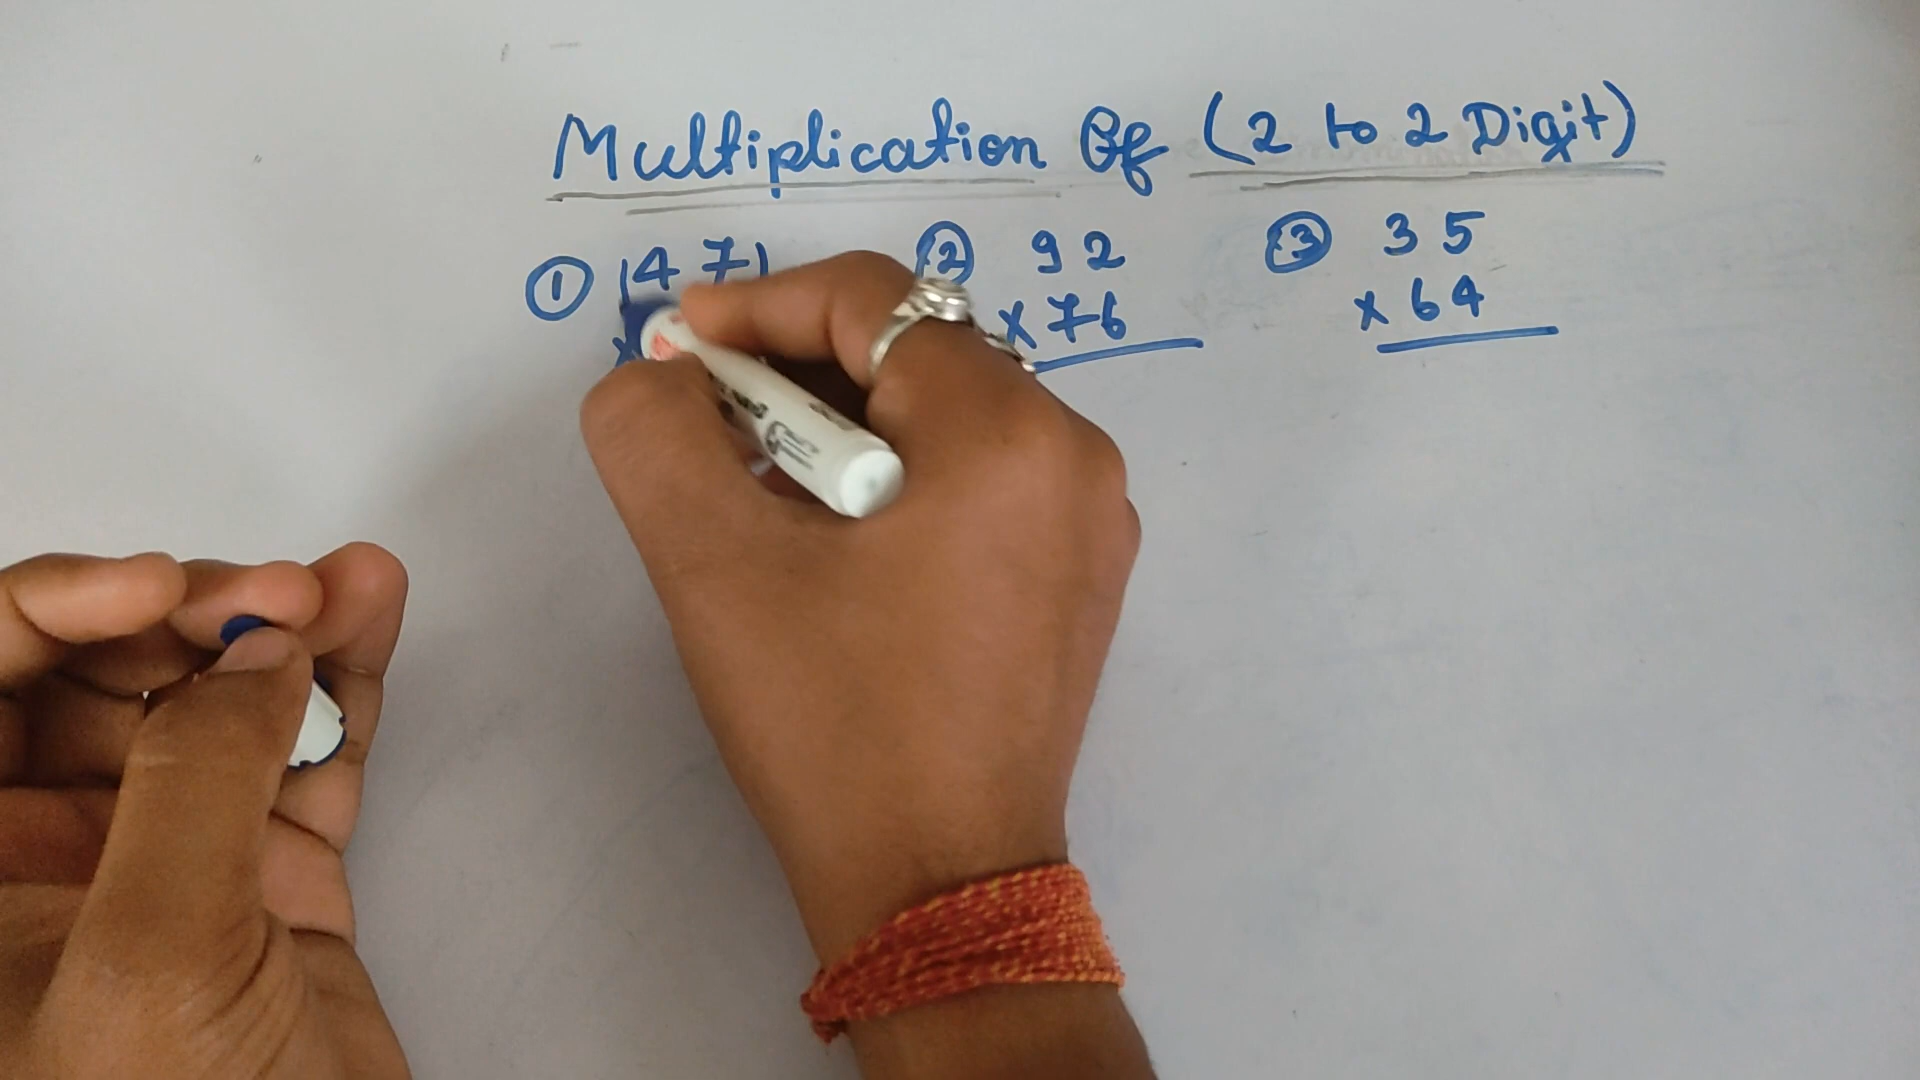 Multiplication Of (2 to 2 Digit)
① 47 ② 92 ③ 35
x x 76 x 64